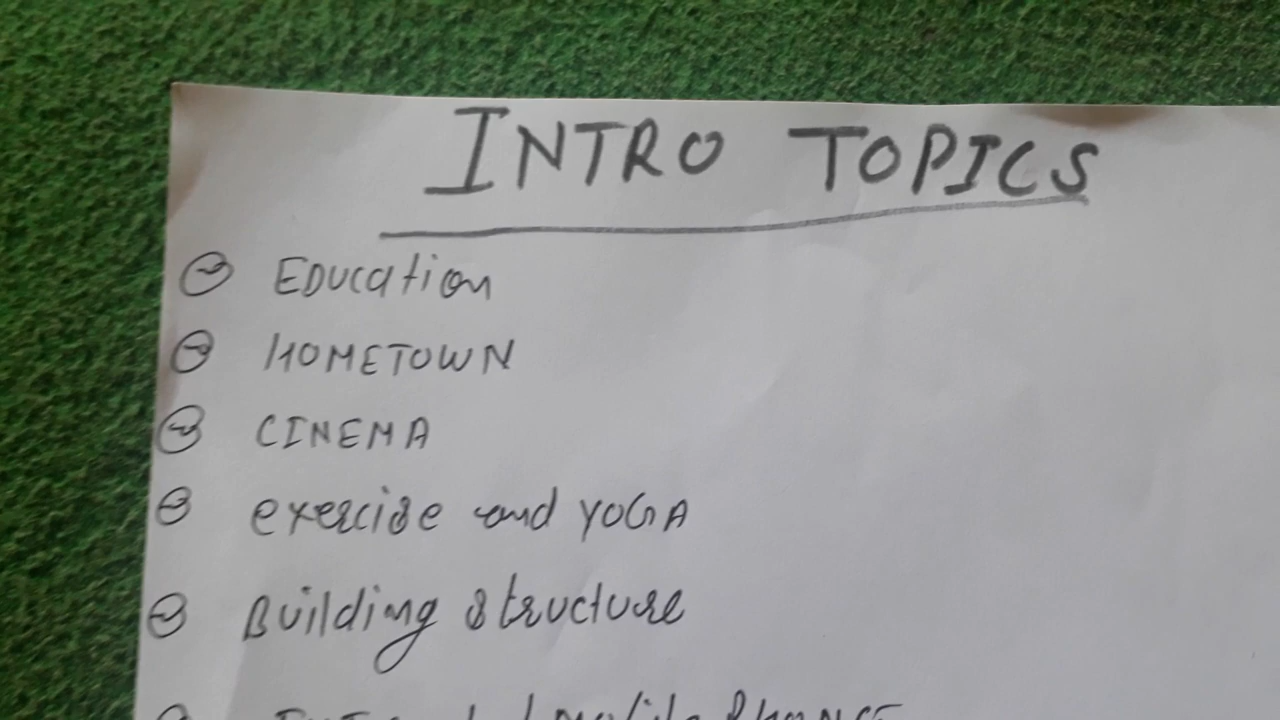 INTRO TOPICS
EDUcation
HOMETOWN
CINEMA
exercise and YOGA
Building structure